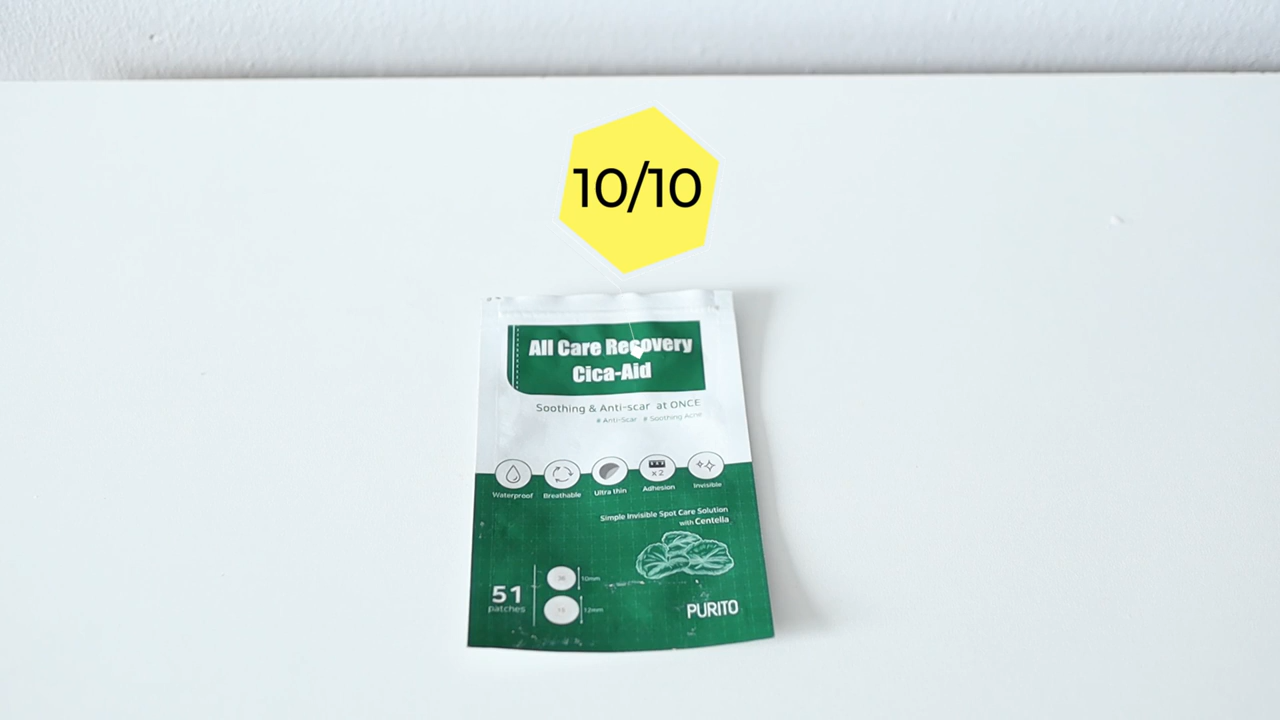 10/10
All Care Recovery
Cica-Aid
Soothing & Anti-scar at ONCE
# Anti-Scar # Soothing Acne
Waterproof
Breathable
Ultra thin
x2
Adhesion
Invisible
Simple Invisible Spot Care Solution
with Centella
51
patches
10mm
12mm
PURITO